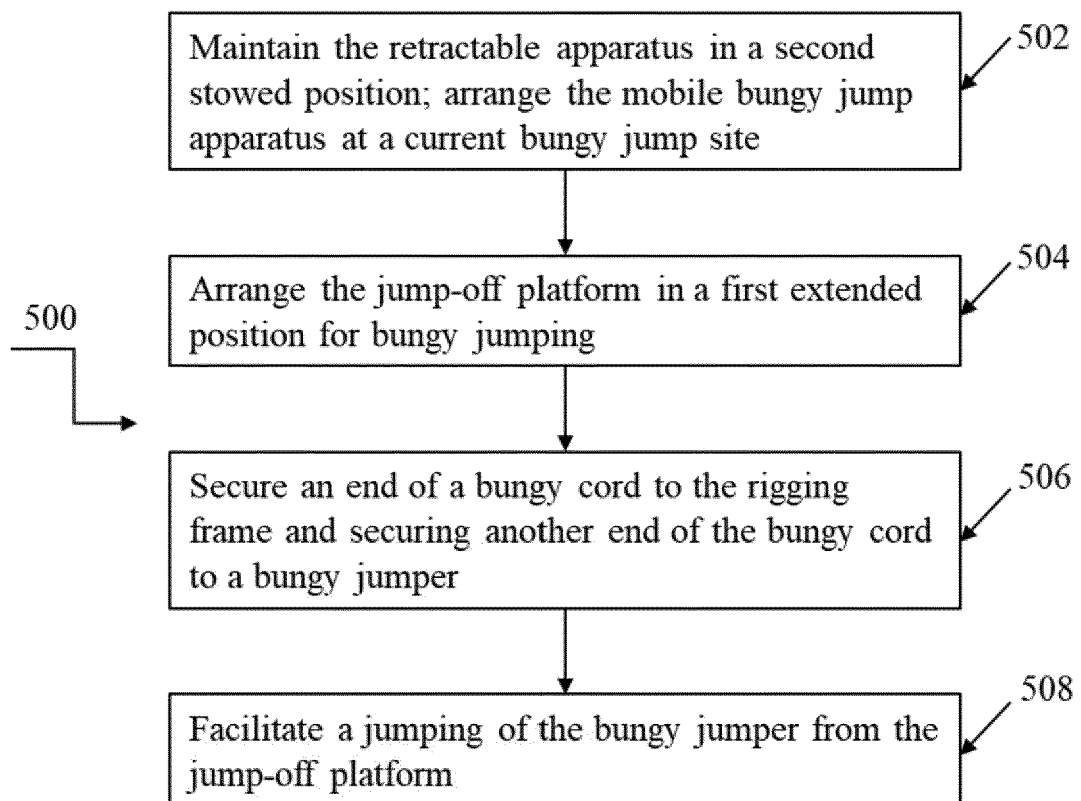 Maintain the retractable apparatus in a second
stowed position; arrange the mobile bungy jump
apparatus at a current bungy jump site
502
Arrange the jump-off platform in a first extended
position for bungy jumping
504
500
Secure an end of a bungy cord to the rigging
frame and securing another end of the bungy cord
to a bungy jumper
506
Facilitate a jumping of the bungy jumper from the
jump-off platform
508